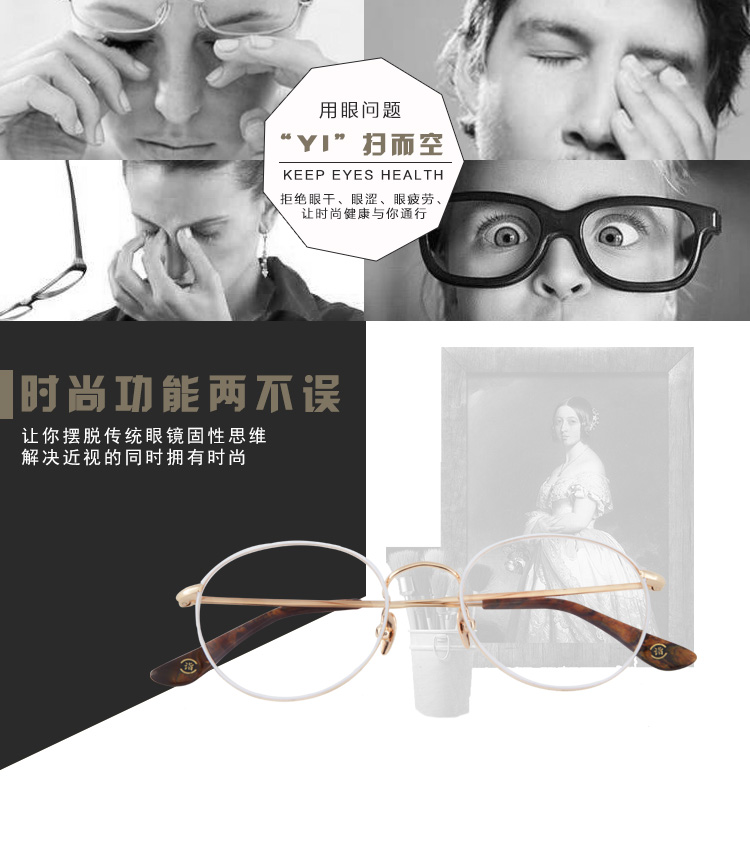 用眼问题
“YI”扫而空
KEEP EYES HEALTH
拒绝眼干、眼涩、眼疲劳、
让时尚健康与你通行
时尚功能两不误
让你摆脱传统眼镜固性思维
解决近视的同时拥有时尚